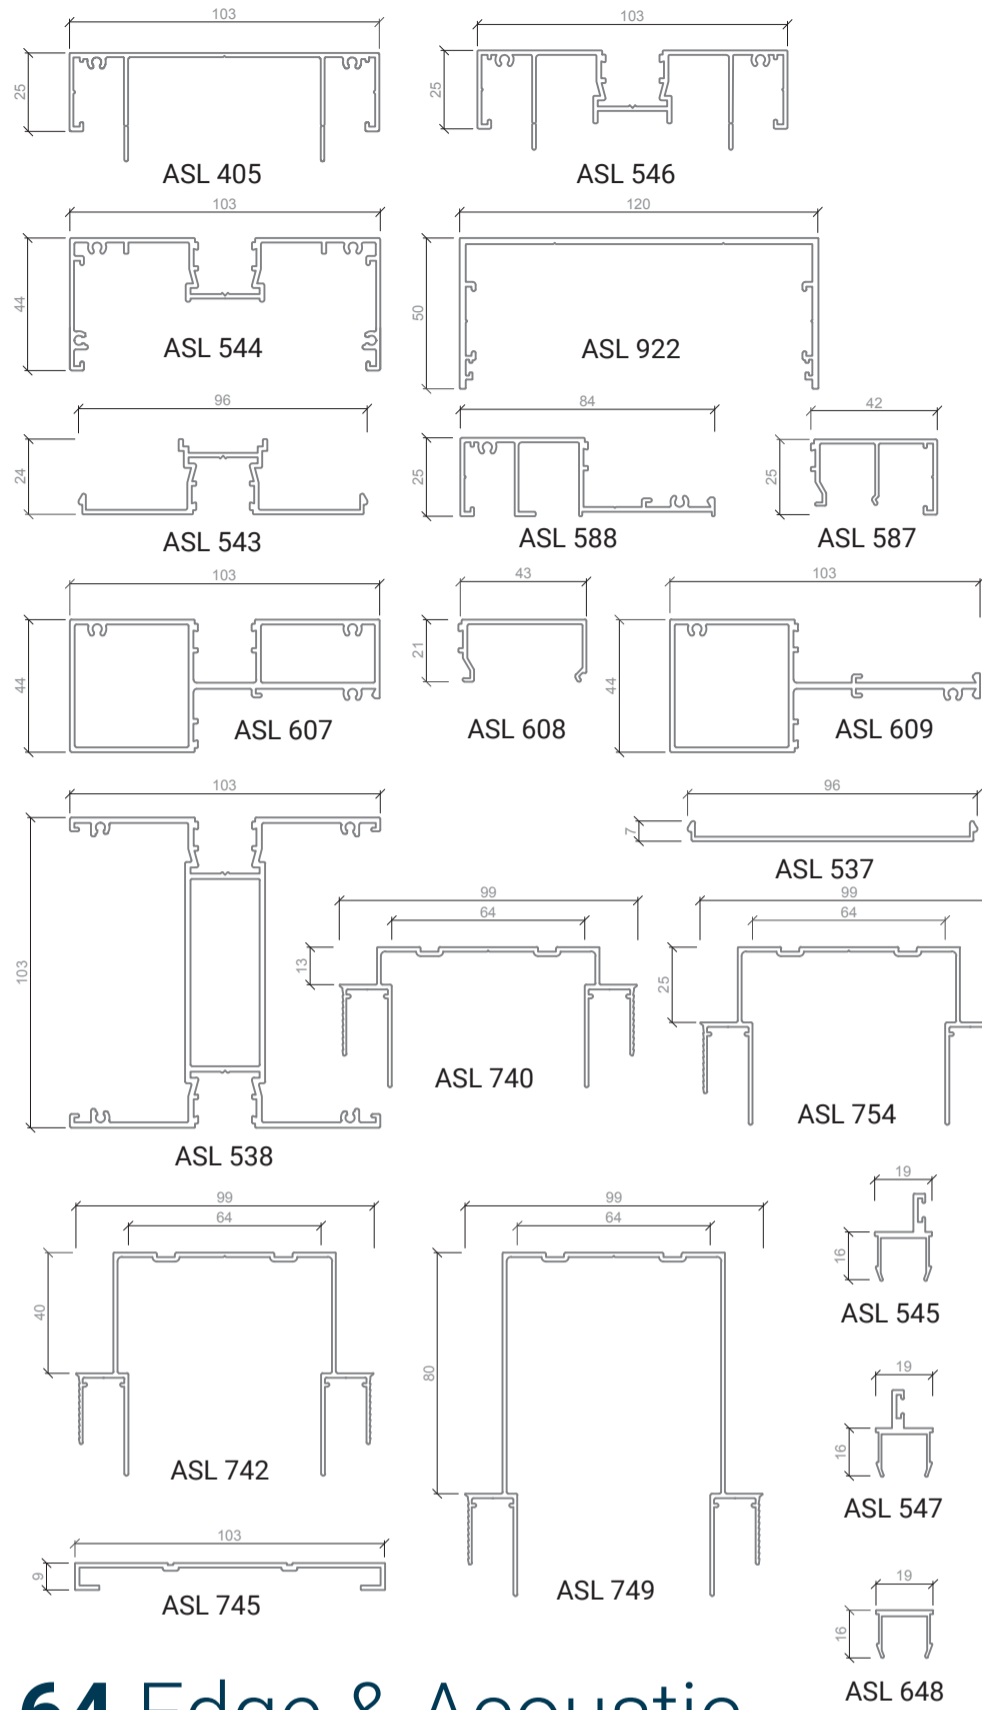 103
103
25
25
ASL 405
ASL 546
103
120
44
50
ASL 544
ASL 922
96
84
42
24
25
25
ASL 543
ASL 588
ASL 587
103
43
103
44
21
44
ASL 607
ASL 608
ASL 609
103
96
7
ASL 537
103
99
64
13
99
64
25
ASL 740
ASL 754
ASL 538
99
64
99
64
40
80
19
16
ASL 545
19
16
ASL 547
ASL 742
103
9
ASL 745
ASL 749
19
16
ASL 648
64 Edge & Acoustic